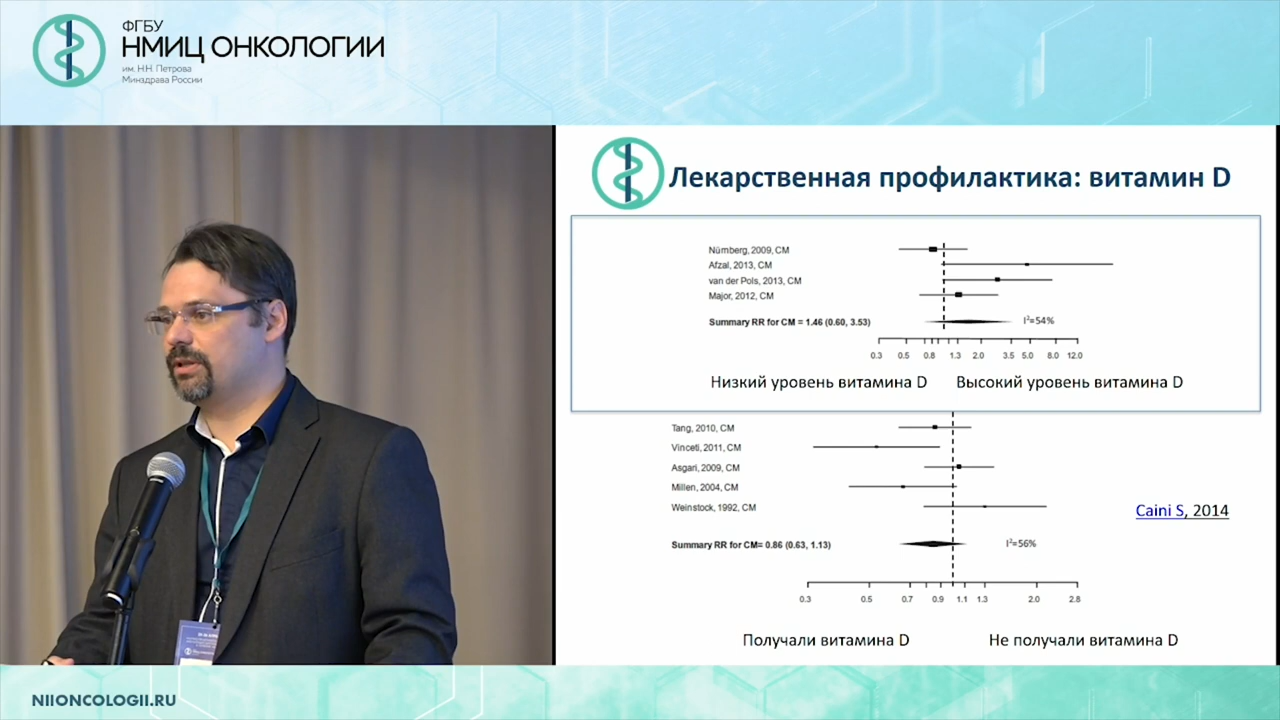 ФГБУ
НМИЦ ОНКОЛОГИИ
им. Н.Н. Петрова
Минздрава России
Лекарственная профилактика: витамин D
Nürnberg, 2009, CM
Afzal, 2013, CM
van der Pols, 2013, CM
Major, 2012, CM
Summary RR for CM = 1.46 (0.60, 3.53)
I²=54%
0.3 0.5 0.8 1.3 2.0 3.5 5.0 8.0 12.0
Низкий уровень витамина D Высокий уровень витамина D
Tang, 2010, CM
Vinceti, 2011, CM
Asgari, 2009, CM
Millen, 2004, CM
Weinstock, 1992, CM
Caini S, 2014
Summary RR for CM= 0.86 (0.63, 1.13)
I²=56%
0.3 0.5 0.7 0.9 1.1 1.3 2.0 2.8
Получали витамина D Не получали витамина D
NIIONCOLOGII.RU